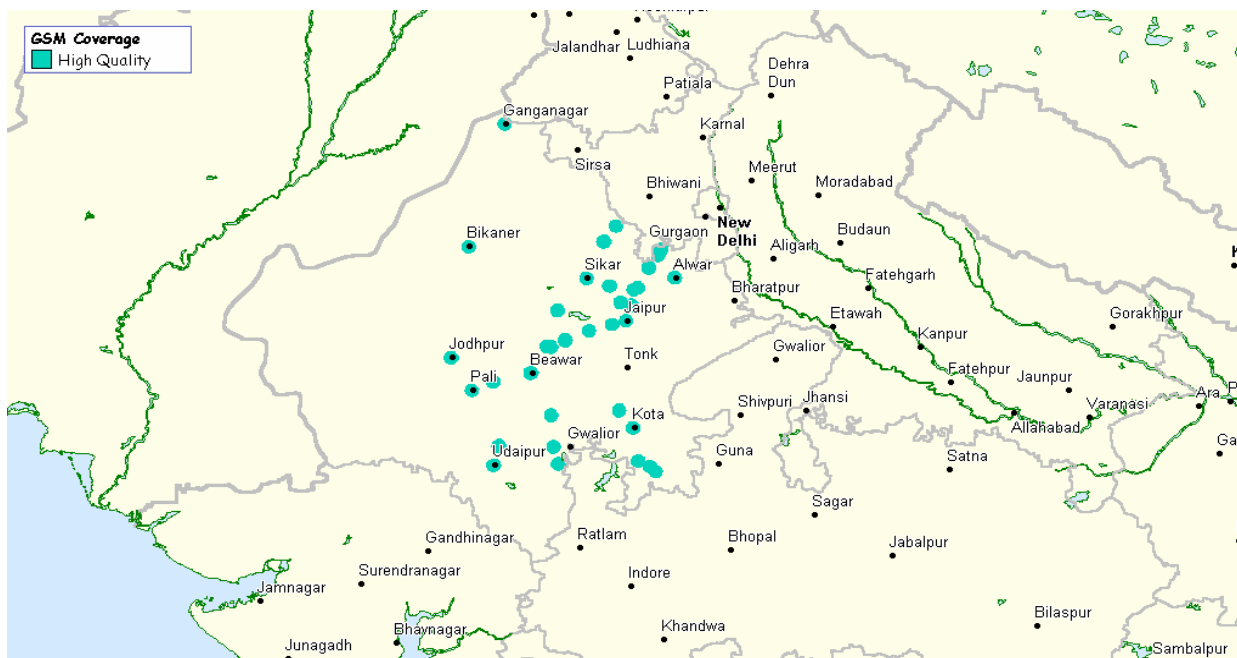 GSM Coverage
High Quality
Jalandhar
Ludhiana
Dehra
Dun
Patiala
Ganganagar
Karnal
Sirsa
Meerut
Bhiwani
Moradabad
New
Delhi
Bikaner
Gurgaon
Budaun
Aligarh
Sikar
Alwar
Fatehgarh
Bharatpur
Jaipur
Etawah
Gorakhpur
Kanpur
Jodhpur
Beawar
Tonk
Gwalior
Fatehpur
Jaunpur
Pali
Ara
Varanasi
Shivpuri
Jhansi
Kota
Allahabad
Gwalior
Udaipur
Guna
Satna
Sagar
Gandhinagar
Ratlam
Bhopal
Jabalpur
Surendranagar
Indore
Jamnagar
Bilaspur
Bhavnagar
Khandwa
Junagadh
Sambalpur